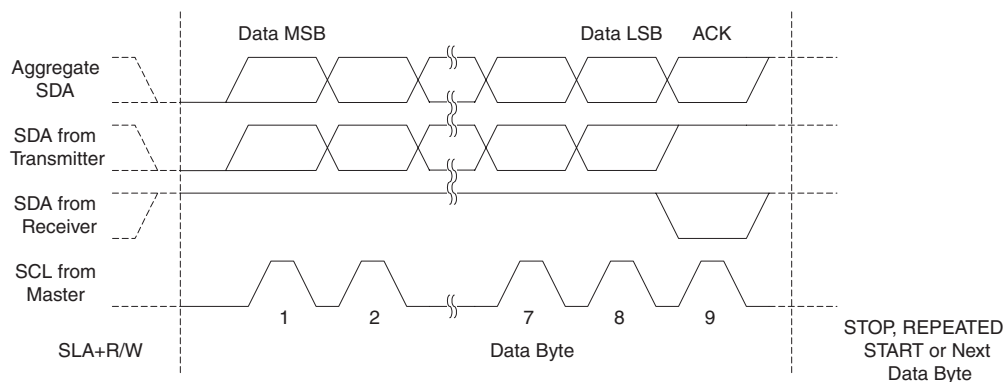 Data MSB
Data LSB
ACK
Aggregate
SDA
SDA from
Transmitter
SDA from
Receiver
SCL from
Master
1
2
7
8
9
SLA+R/W
Data Byte
STOP, REPEATED
START or Next
Data Byte